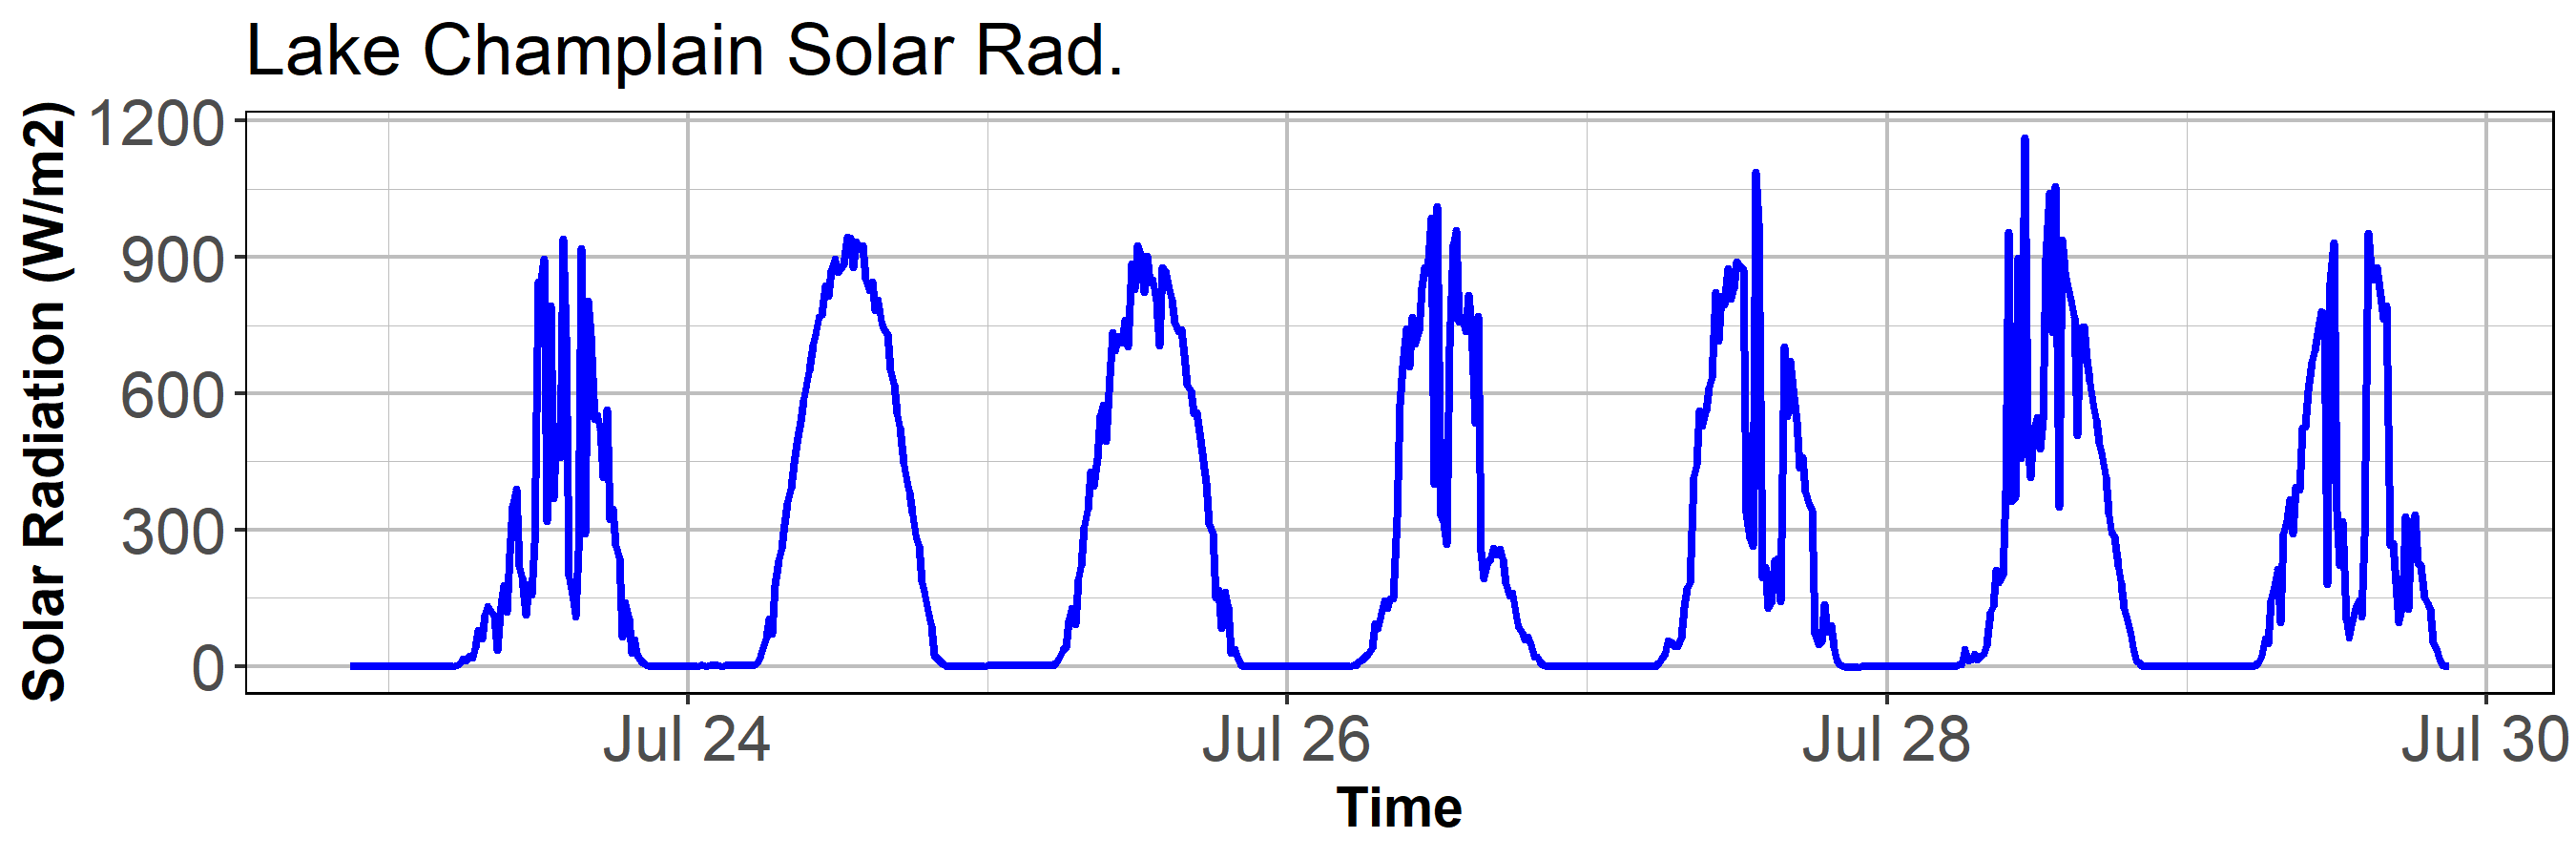 Lake Champlain Solar Rad.
Solar Radiation (W/m2)
1200
900
600
300
0
Jul 24 Jul 26 Jul 28 Jul 30
Time